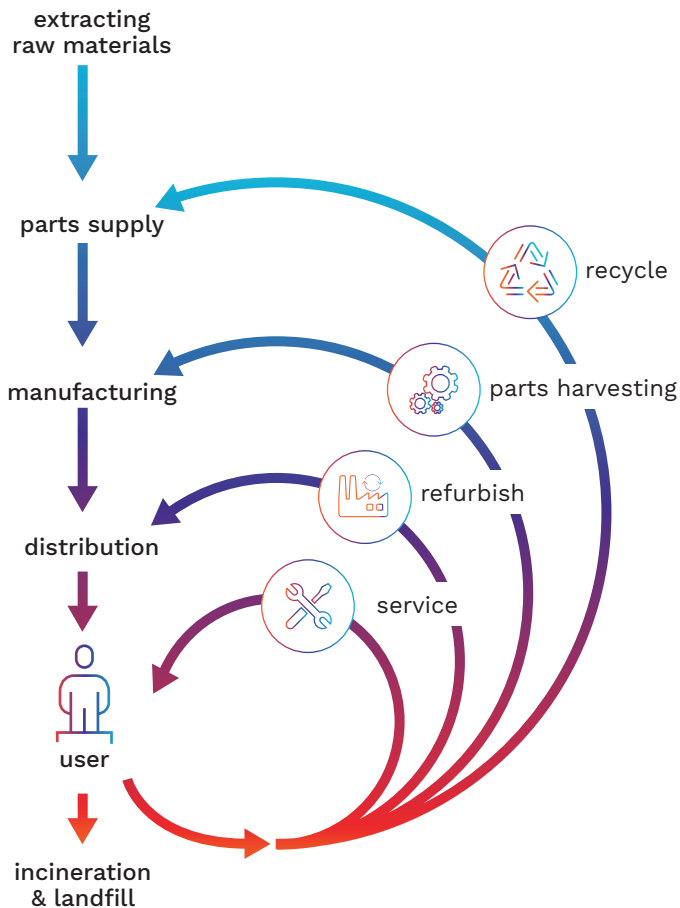 extracting
raw materials
parts supply
recycle
manufacturing
parts harvesting
refurbish
distribution
service
user
incineration
& landfill